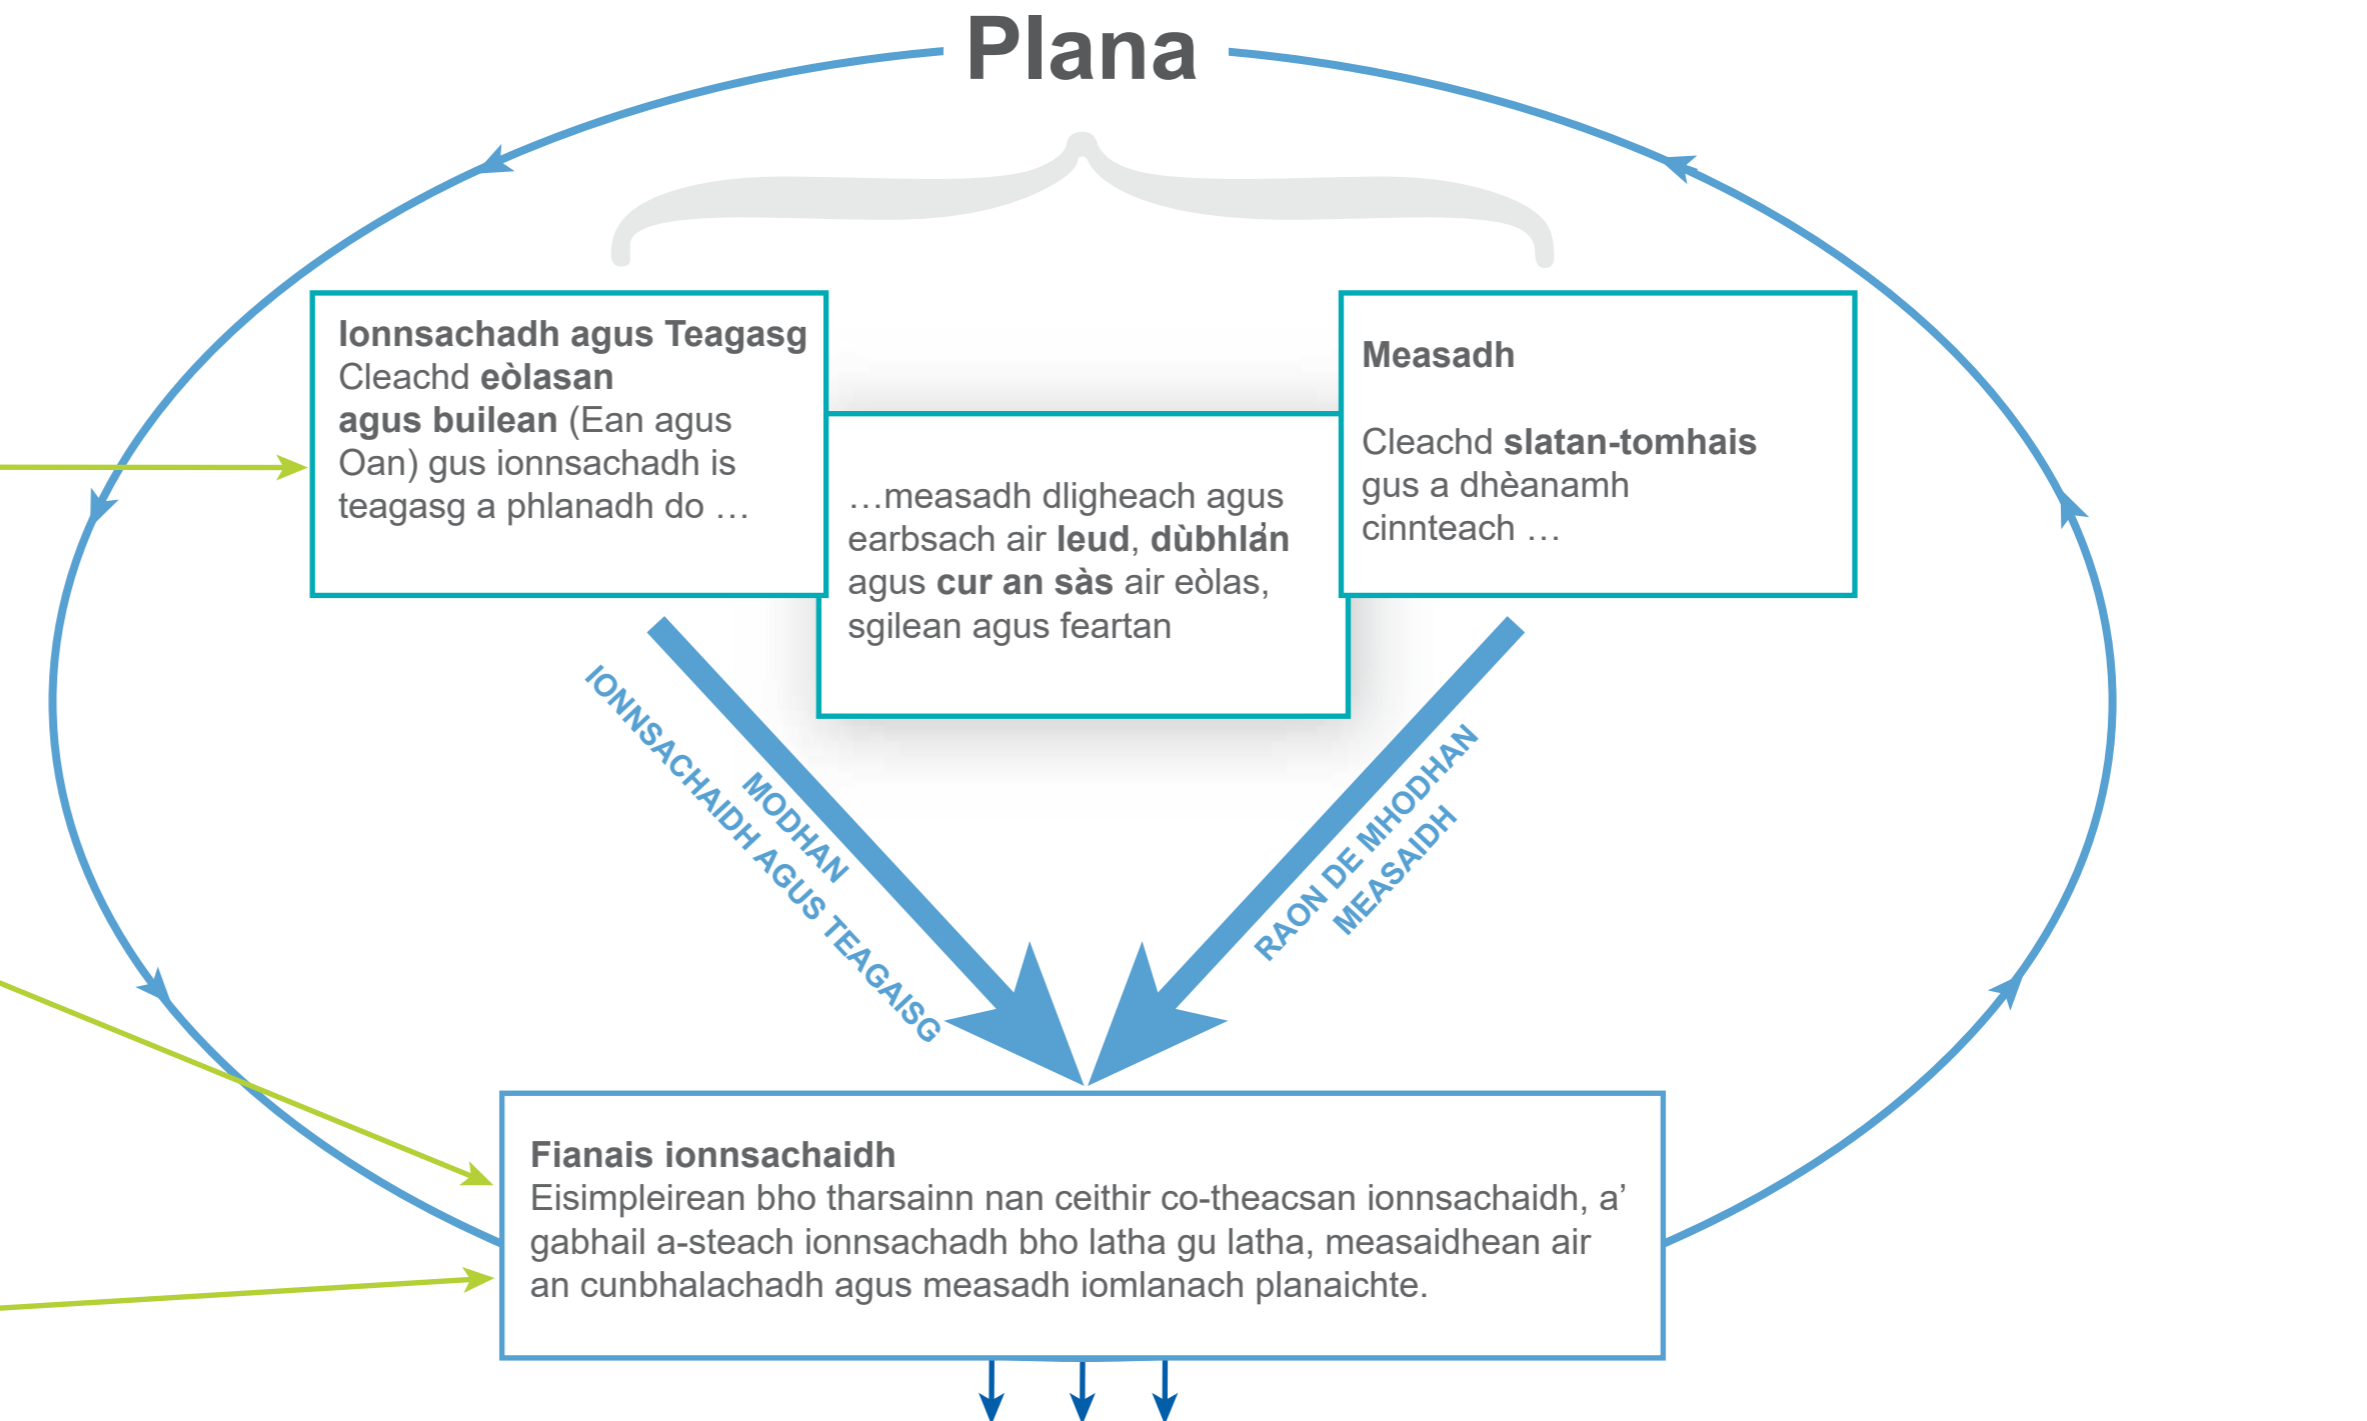 Plana
Ionnsachadh agus Teagasg
Cleachd eòlasan
agus builean (Ean agus
Oan) gus ionnsachadh is
teagasg a phlanadh do …
…measadh dligheach agus
earbsach air leud, dùbhla̛n
agus cur an sàs air eòlas,
sgilean agus feartan
Measadh
Cleachd slatan-tomhais
gus a dhèanamh
cinnteach …
MODHAN
IONNSACHAIDH AGUS TEAGAISG
RAON DE MHODHAN
MEASAIDH
Fianais ionnsachaidh
Eisimpleirean bho tharsainn nan ceithir co-theacsan ionnsachaidh, a’
gabhail a-steach ionnsachadh bho latha gu latha, measaidhean air
an cunbhalachadh agus measadh iomlanach planaichte.